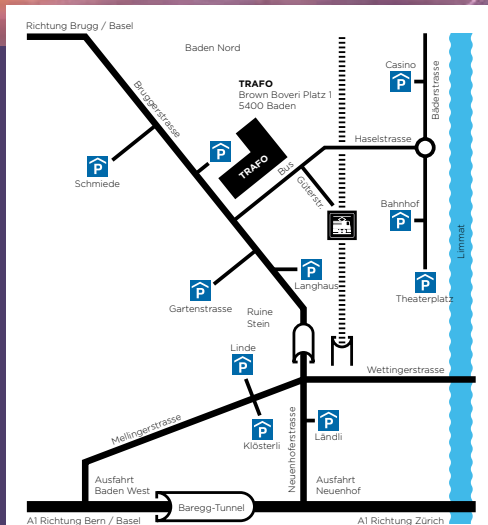 Richtung Brugg / Basel
Baden Nord
Casino
P
Bäderstrasse
TRAFO
Brown Boveri Platz 1
5400 Baden
Bruggerstrasse
P
Schmiede
P
TRAFO
Bus
Güterstr.
Haselstrasse
Bahnhof
P
Limmat
P
Gartenstrasse
P
Langhaus
P
Theaterplatz
Ruine
Stein
Linde
P
Wettingerstrasse
Mellingerstrasse
P
Klösterli
Neuenhoferstrasse
P
Ländli
Ausfahrt
Baden West
Ausfahrt
Neuenhof
Baregg-Tunnel
A1 Richtung Bern / Basel
A1 Richtung Zürich